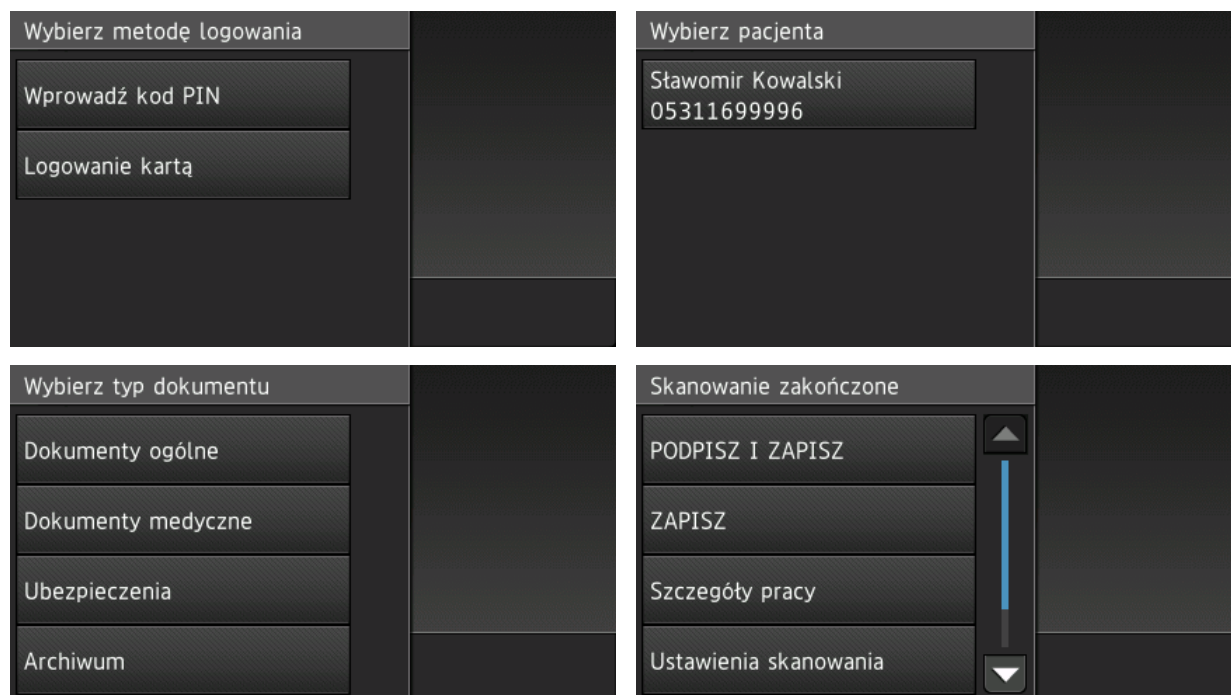 Wybierz metodę logowania
Wprowadź kod PIN
Logowanie kartą
Wybierz pacjenta
Sławomir Kowalski
05311699996
Wybierz typ dokumentu
Dokumenty ogólne
Dokumenty medyczne
Ubezpieczenia
Archiwum
Skanowanie zakończone
PODPISZ I ZAPISZ
ZAPISZ
Szczegóły pracy
Ustawienia skanowania